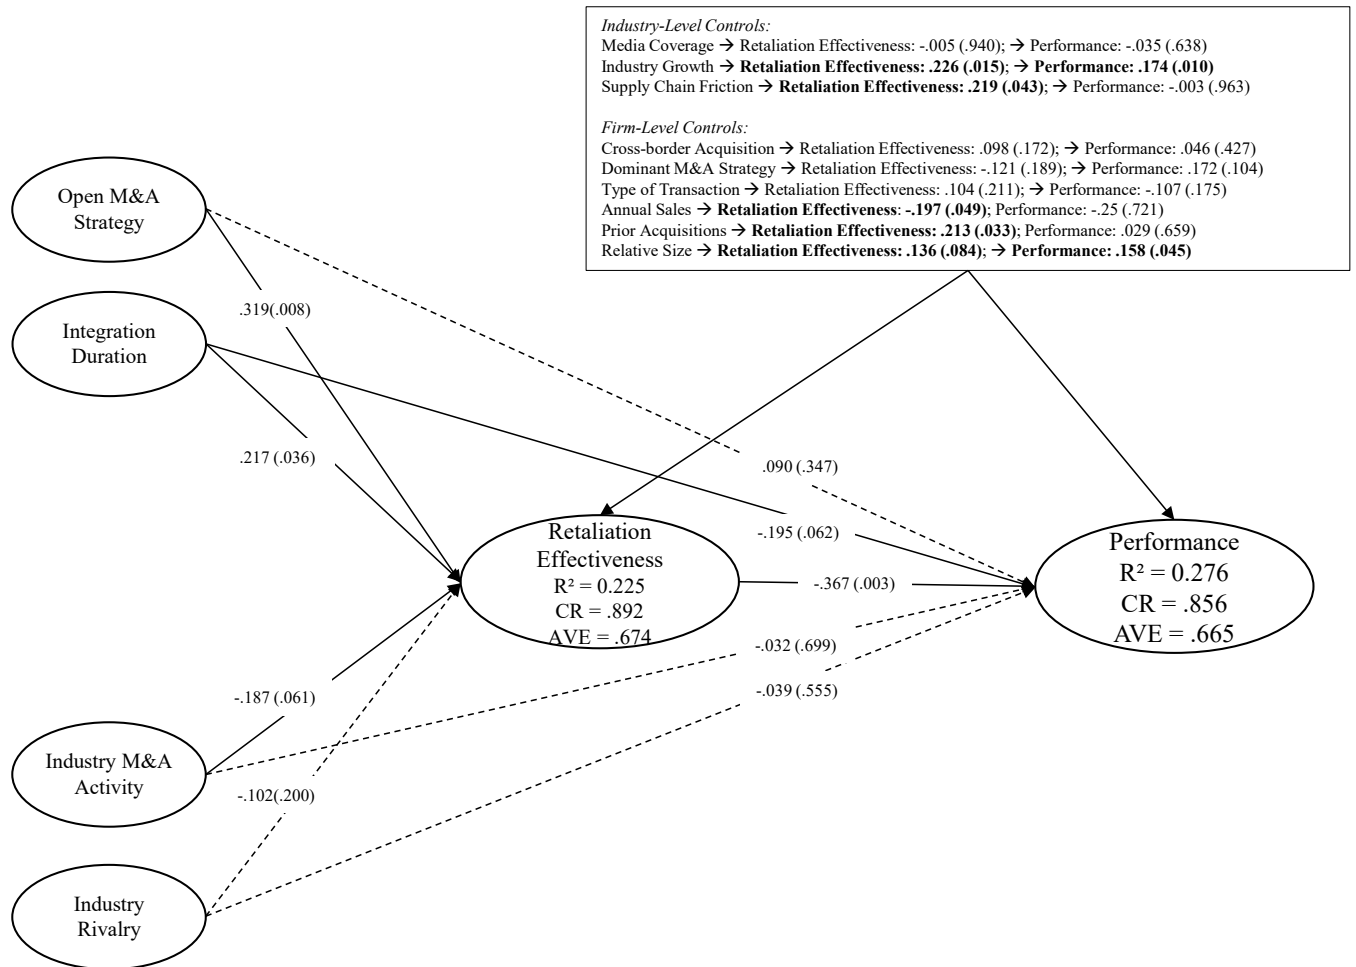 Industry-Level Controls:
Media Coverage → Retaliation Effectiveness: -.005 (.940); → Performance: -.035 (.638)
Industry Growth → Retaliation Effectiveness: .226 (.015); → Performance: .174 (.010)
Supply Chain Friction → Retaliation Effectiveness: .219 (.043); → Performance: -.003 (.963)
Firm-Level Controls:
Cross-border Acquisition → Retaliation Effectiveness: .098 (.172); → Performance: .046 (.427)
Dominant M&A Strategy → Retaliation Effectiveness: -.121 (.189); → Performance: .172 (.104)
Type of Transaction → Retaliation Effectiveness: .104 (.211); → Performance: -.107 (.175)
Annual Sales → Retaliation Effectiveness: -.197 (.049); Performance: -.25 (.721)
Prior Acquisitions → Retaliation Effectiveness: .213 (.033); Performance: .029 (.659)
Relative Size → Retaliation Effectiveness: .136 (.084); → Performance: .158 (.045)
Open M&A
Strategy
Integration
Duration
.319(.008)
.217 (.036)
.090 (.347)
-.195 (.062)
-.367 (.003)
-.032 (.699)
-.039 (.555)
Retaliation
Effectiveness
R² = 0.225
CR = .892
AVE = .674
Performance
R² = 0.276
CR = .856
AVE = .665
-.187 (.061)
-.102(.200)
Industry M&A
Activity
Industry
Rivalry